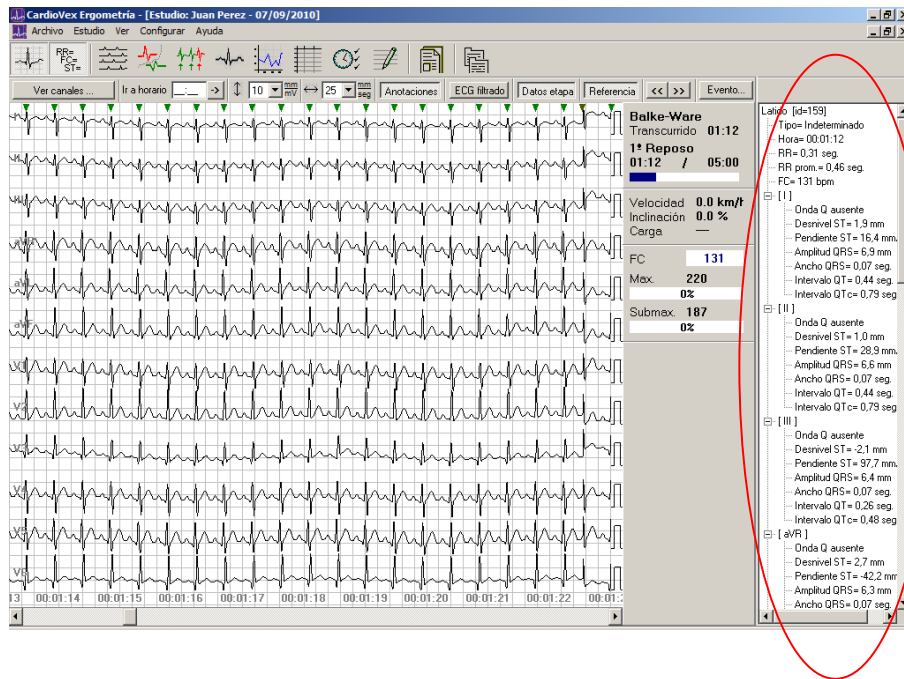 CardioVex Ergometría - [Estudio: Juan Perez - 07/09/2010]
Archivo Estudio Ver Configurar Ayuda
RR=
FC=
ST=
Ver canales ... Ir a horario __:__ -> 10 mm/mV 25 mm/seg Anotaciones ECG filtrado Datos etapa Referencia << >> Evento...
I
II
III
aVR
aVL
aVF
V1
V2
V3
V4
V5
V6
13 00:01:14 00:01:15 00:01:16 00:01:17 00:01:18 00:01:19 00:01:20 00:01:21 00:01:22 00:01:2
Balke-Ware
Transcurrido 01:12
1ª Reposo
01:12 / 05:00
Velocidad 0.0 km/h
Inclinación 0.0 %
Carga —
FC 131
Max. 220
0%
Submax. 187
0%
Latido [id=159]
Tipo= Indeterminado
Hora= 00:01:12
RR= 0,31 seg.
RR prom.= 0,46 seg.
FC= 131 bpm
[ I ]
Onda Q ausente
Desnivel ST= 1,9 mm
Pendiente ST= 16,4 mm.
Amplitud QRS= 6,9 mm
Ancho QRS= 0,07 seg.
Intervalo QT= 0,44 seg.
Intervalo QTc= 0,79 seg
[ II ]
Onda Q ausente
Desnivel ST= 1,0 mm
Pendiente ST= 28,9 mm.
Amplitud QRS= 6,6 mm
Ancho QRS= 0,07 seg.
Intervalo QT= 0,44 seg.
Intervalo QTc= 0,79 seg
[ III ]
Onda Q ausente
Desnivel ST= -2,1 mm
Pendiente ST= 97,7 mm.
Amplitud QRS= 6,4 mm
Ancho QRS= 0,07 seg.
Intervalo QT= 0,26 seg.
Intervalo QTc= 0,48 seg
[ aVR ]
Onda Q ausente
Desnivel ST= 2,7 mm
Pendiente ST= -42,2 mm
Amplitud QRS= 6,3 mm
Ancho QRS= 0,07 seg.